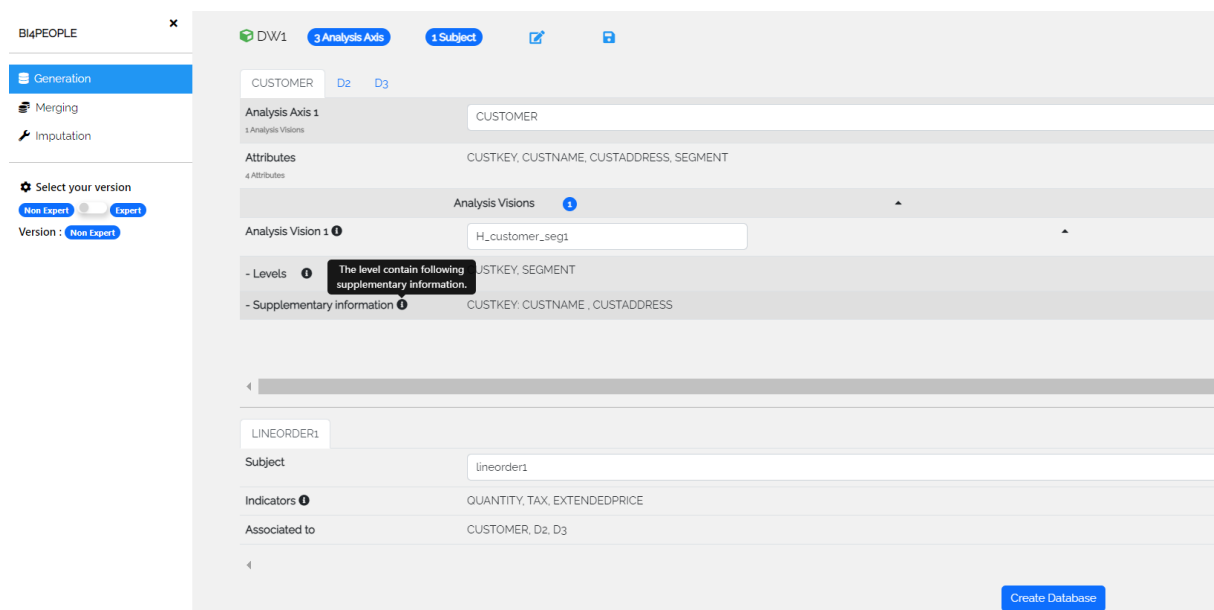 BI4PEOPLE
×
DW1 3 Analysis Axis 1 Subject
Generation
Merging
Imputation
Select your version
Non Expert Expert
Version : Non Expert
CUSTOMER D2 D3
Analysis Axis 1 CUSTOMER
1 Analysis Visions
Attributes CUSTKEY, CUSTNAME, CUSTADDRESS, SEGMENT
4 Attributes
Analysis Visions 1
Analysis Vision 1 H_customer_seg1
- Levels USTKEY, SEGMENT
The level contain following
supplementary information.
- Supplementary information CUSTKEY: CUSTNAME , CUSTADDRESS
LINEORDER1
Subject lineorder1
Indicators QUANTITY, TAX, EXTENDEDPRICE
Associated to CUSTOMER, D2, D3
Create Database